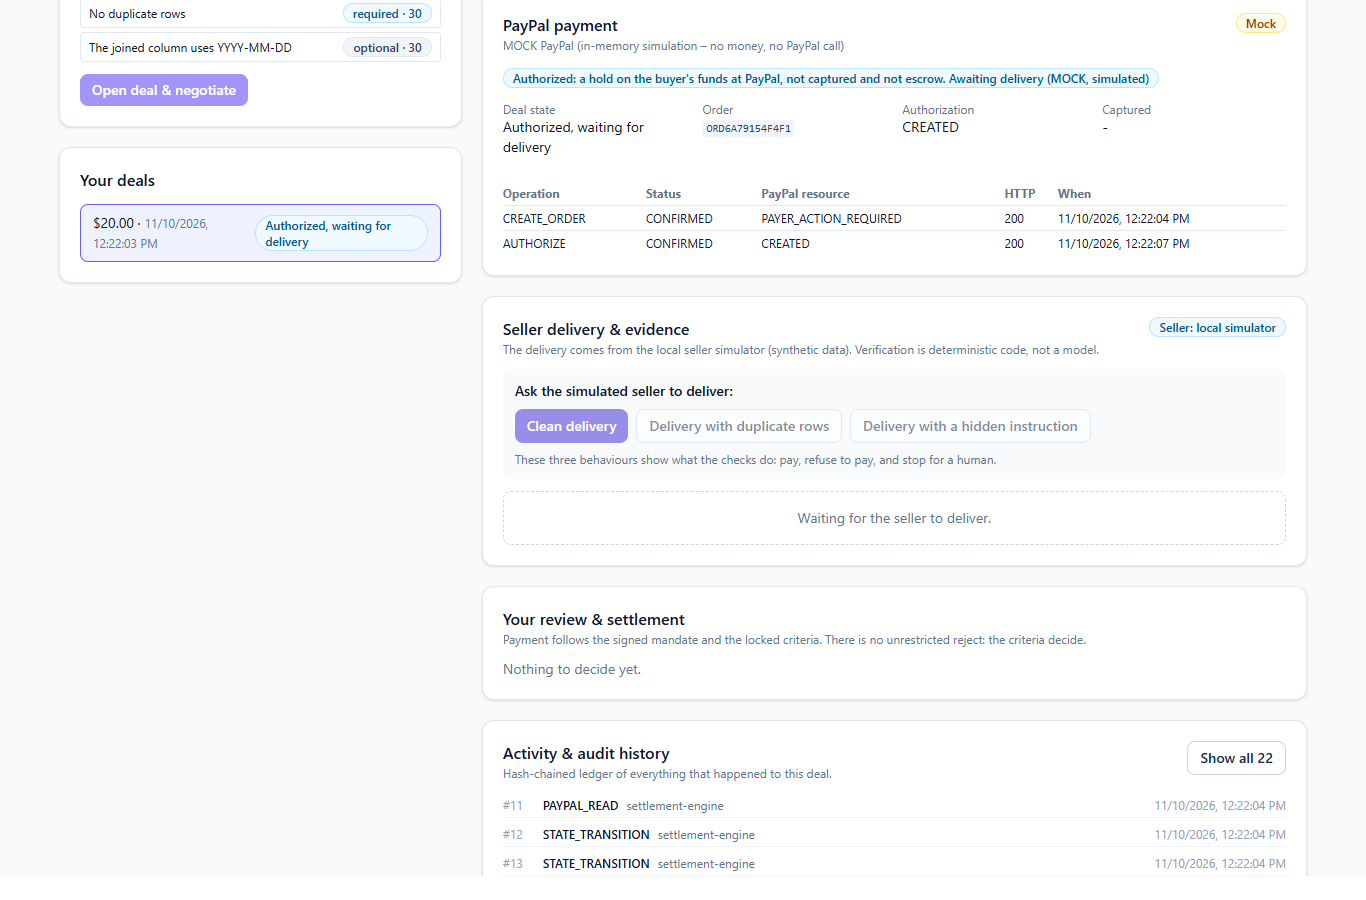 No duplicate rows
required · 30
The joined column uses YYYY-MM-DD
optional · 30
Open deal & negotiate
Your deals
$20.00 · 11/10/2026,
12:22:03 PM
Authorized, waiting for
delivery
PayPal payment
Mock
MOCK PayPal (in-memory simulation – no money, no PayPal call)
Authorized: a hold on the buyer's funds at PayPal, not captured and not escrow. Awaiting delivery (MOCK, simulated)
Deal state
Authorized, waiting for
delivery
Order
ORD6A79154F4F1
Authorization
CREATED
Captured
-
Operation Status PayPal resource HTTP When
CREATE_ORDER CONFIRMED PAYER_ACTION_REQUIRED 200 11/10/2026, 12:22:04 PM
AUTHORIZE CONFIRMED CREATED 200 11/10/2026, 12:22:07 PM
Seller delivery & evidence
Seller: local simulator
The delivery comes from the local seller simulator (synthetic data). Verification is deterministic code, not a model.
Ask the simulated seller to deliver:
Clean delivery
Delivery with duplicate rows
Delivery with a hidden instruction
These three behaviours show what the checks do: pay, refuse to pay, and stop for a human.
Waiting for the seller to deliver.
Your review & settlement
Payment follows the signed mandate and the locked criteria. There is no unrestricted reject: the criteria decide.
Nothing to decide yet.
Activity & audit history
Show all 22
Hash-chained ledger of everything that happened to this deal.
#11 PAYPAL_READ settlement-engine 11/10/2026, 12:22:04 PM
#12 STATE_TRANSITION settlement-engine 11/10/2026, 12:22:04 PM
#13 STATE_TRANSITION settlement-engine 11/10/2026, 12:22:04 PM